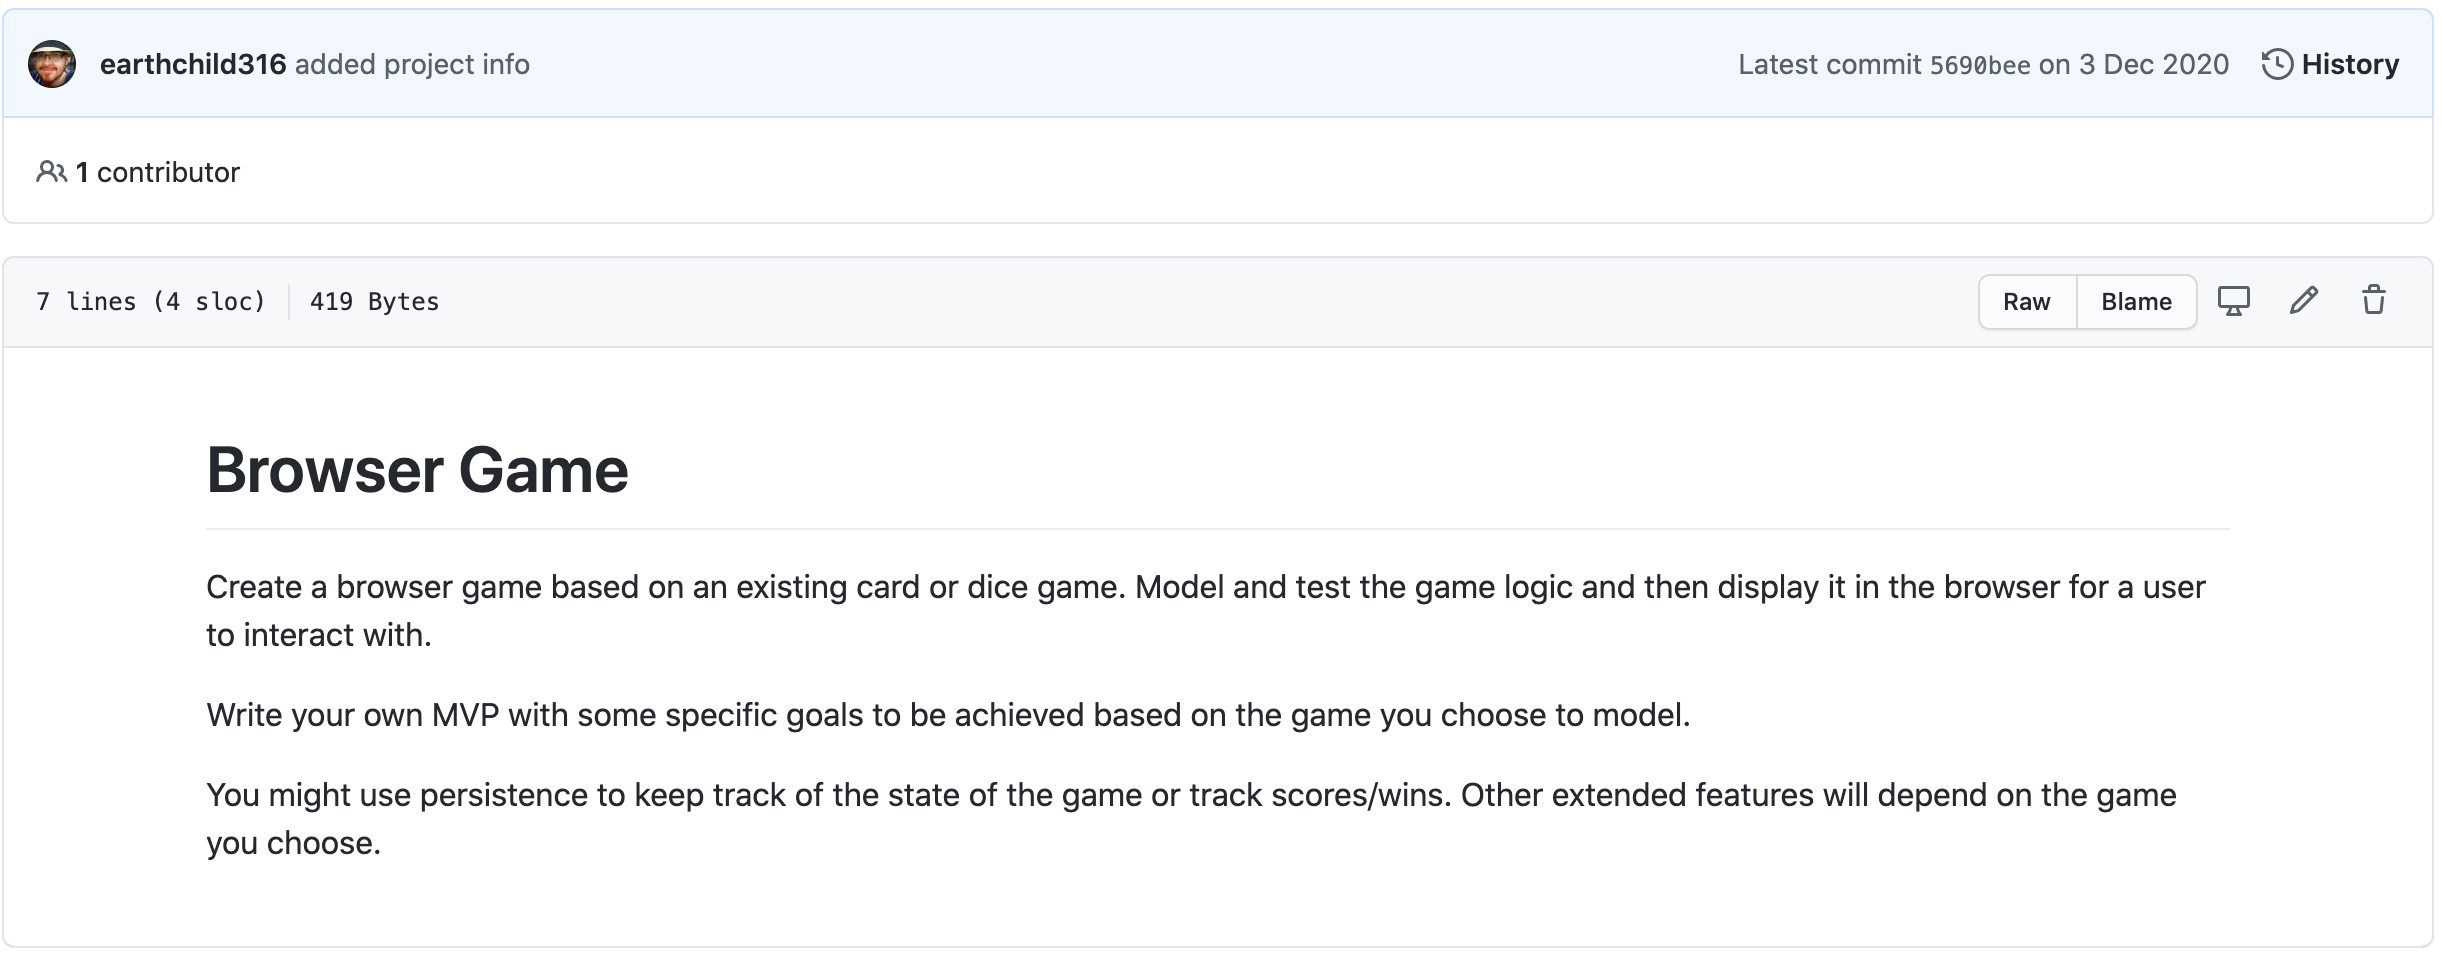 earthchild316 added project info
Latest commit 5690bee on 3 Dec 2020 History
1 contributor
7 lines (4 sloc) 419 Bytes
Raw Blame
Browser Game
Create a browser game based on an existing card or dice game. Model and test the game logic and then display it in the browser for a user
to interact with.
Write your own MVP with some specific goals to be achieved based on the game you choose to model.
You might use persistence to keep track of the state of the game or track scores/wins. Other extended features will depend on the game
you choose.